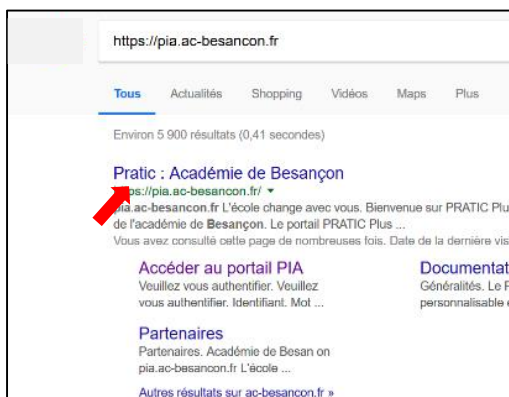 https://pia.ac-besancon.fr
Tous Actualités Shopping Vidéos Maps Plus
Environ 5 900 résultats (0,41 secondes)
Pratic : Académie de Besançon
://pia.ac-besancon.fr/
pia.ac-besancon.fr L'école change avec vous. Bienvenue sur PRATIC Plu
de l'académie de Besançon. Le portail PRATIC Plus ...
Vous avez consulté cette page de nombreuses fois. Date de la dernière vis
Accéder au portail PIA
Veuillez vous authentifier. Veuillez
vous authentifier. Identifiant. Mot ...
Documentat
Généralités. Le P
personnalisable
Partenaires
Partenaires. Académie de Besan on
pia.ac-besancon.fr L'école ...
Autres résultats sur ac-besancon.fr »